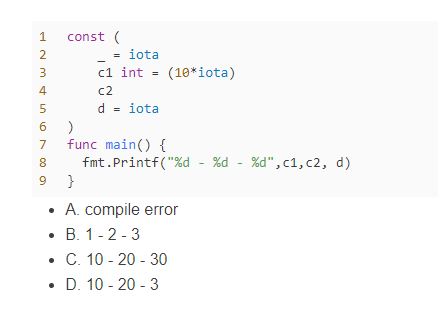 1 const (
2     _ = iota
3     c1 int = (10*iota)
4     c2
5     d = iota
6 )
7 func main() {
8   fmt.Printf("%d - %d - %d",c1,c2, d)
9 }
• A. compile error
• B. 1 - 2 - 3
• C. 10 - 20 - 30
• D. 10 - 20 - 3